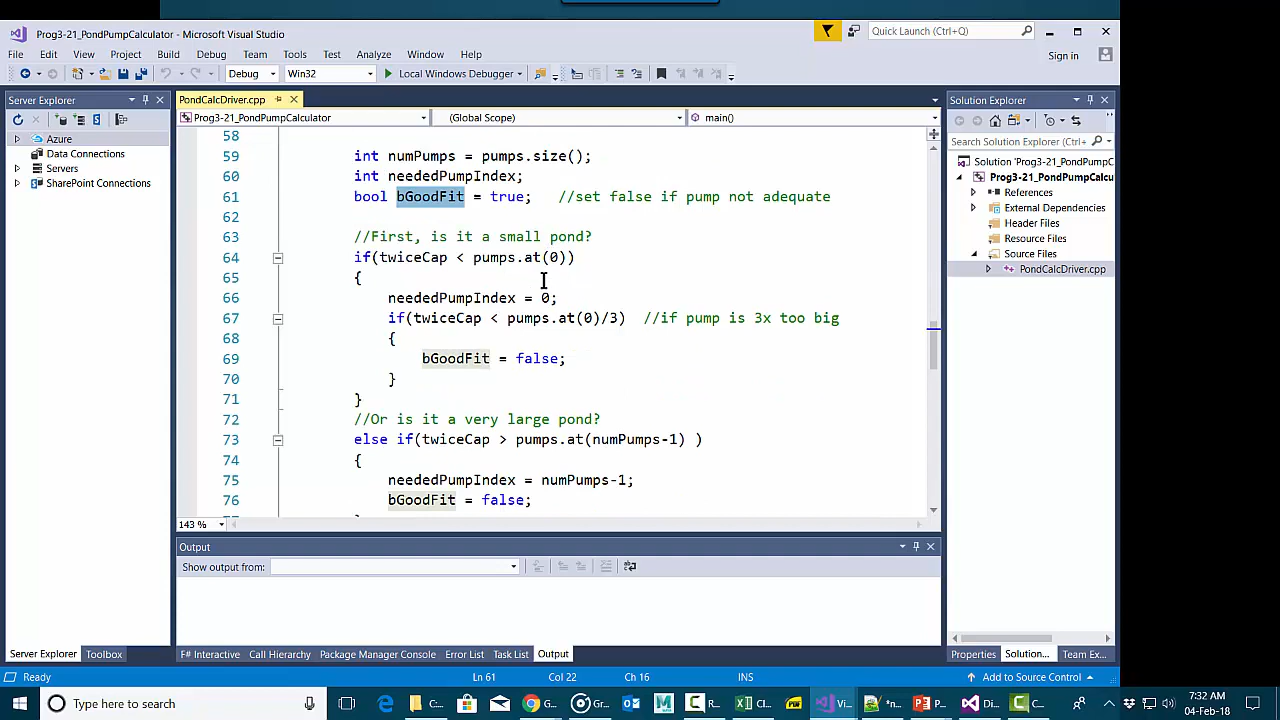 Prog3-21_PondPumpCalculator - Microsoft Visual Studio
Quick Launch (Ctrl+Q)
File Edit View Project Build Debug Team Tools Test Analyze Window Help
Sign in
Debug Win32 Local Windows Debugger
Server Explorer
PondCalcDriver.cpp
Solution Explorer
Prog3-21_PondPumpCalculator (Global Scope) main()
Search Solution Explorer (Ctrl+
Azure
Data Connections
Servers
SharePoint Connections
58
59 int numPumps = pumps.size();
60 int neededPumpIndex;
61 bool bGoodFit = true; //set false if pump not adequate
62
63 //First, is it a small pond?
64 if(twiceCap < pumps.at(0))
65 {
66 neededPumpIndex = 0;
67 if(twiceCap < pumps.at(0)/3) //if pump is 3x too big
68 {
69 bGoodFit = false;
70 }
71 }
72 //Or is it a very large pond?
73 else if(twiceCap > pumps.at(numPumps-1) )
74 {
75 neededPumpIndex = numPumps-1;
76 bGoodFit = false;
143 %
Solution 'Prog3-21_PondPumpC
Prog3-21_PondPumpCalcu
References
External Dependencies
Header Files
Resource Files
Source Files
PondCalcDriver.cpp
Output
Show output from:
Server Explorer Toolbox
F# Interactive Call Hierarchy Package Manager Console Error List Task List Output
Properties Solution... Team Ex...
Ready Ln 61 Col 22 Ch 16 INS Add to Source Control
Type here to search
C... G... Gr... R... Cl... Vi... *n... P... Di... C...
7:32 AM
04-Feb-18